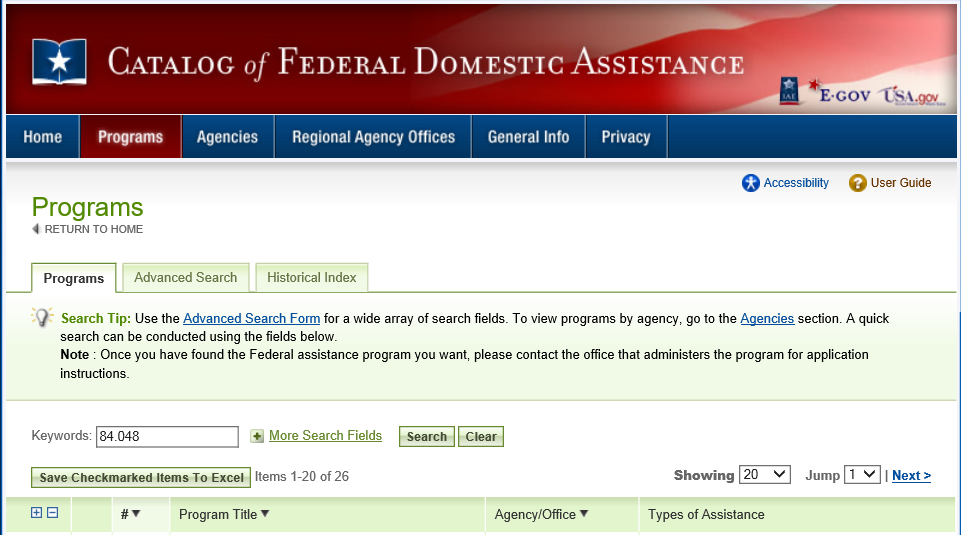 CATALOG of FEDERAL DOMESTIC ASSISTANCE
IAE E-GOV USA.gov
Home Programs Agencies Regional Agency Offices General Info Privacy
Accessibility ? User Guide
Programs
RETURN TO HOME
Programs Advanced Search Historical Index
Search Tip: Use the Advanced Search Form for a wide array of search fields. To view programs by agency, go to the Agencies section. A quick
search can be conducted using the fields below.
Note : Once you have found the Federal assistance program you want, please contact the office that administers the program for application
instructions.
Keywords: 84.048 More Search Fields Search Clear
Save Checkmarked Items To Excel Items 1-20 of 26 Showing 20 Jump 1 | Next >
# Program Title Agency/Office Types of Assistance